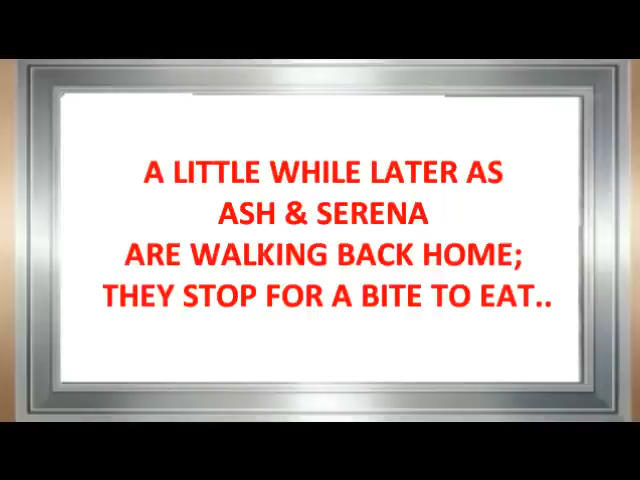 A LITTLE WHILE LATER AS
ASH & SERENA
ARE WALKING BACK HOME;
THEY STOP FOR A BITE TO EAT..